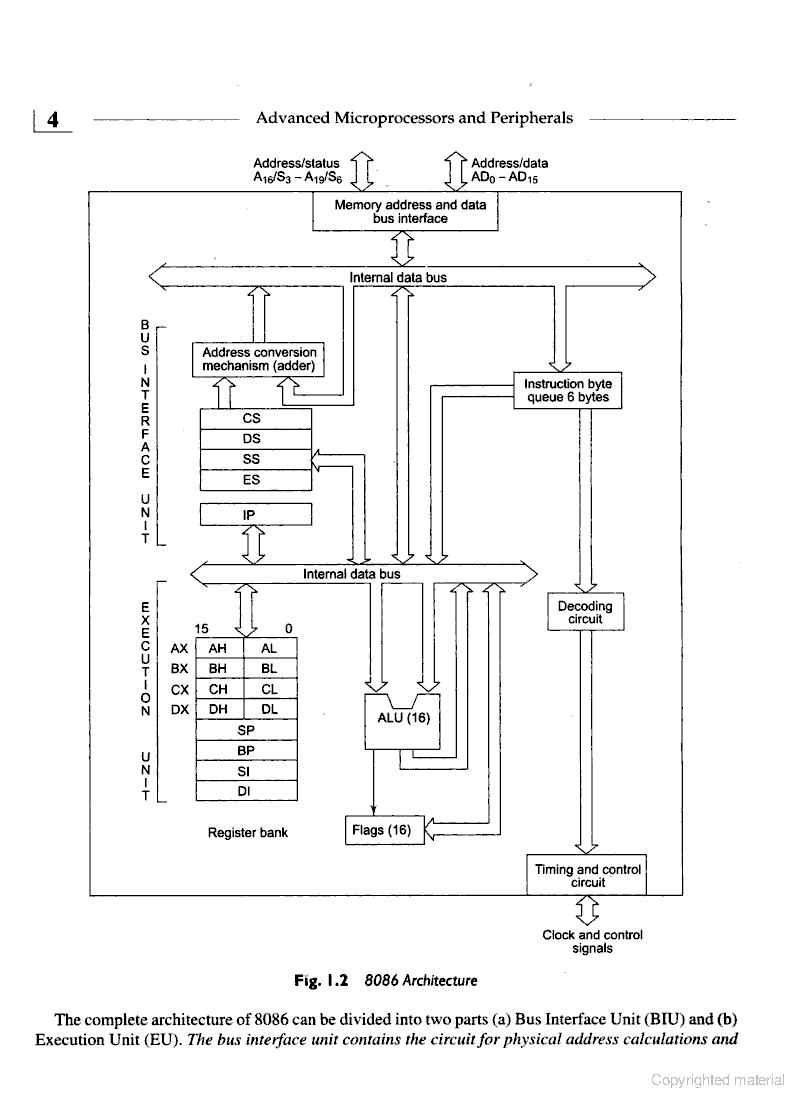 4
Advanced Microprocessors and Peripherals
Address/status
A16/S3 – A19/S6
Address/data
AD0 – AD15
Memory address and data
bus interface
Internal data bus
BUS INTERFACE UNIT
Address conversion
mechanism (adder)
Instruction byte
queue 6 bytes
CS
DS
SS
ES
IP
Internal data bus
EXECUTION UNIT
Decoding
circuit
15 0
AX AH AL
BX BH BL
CX CH CL
DX DH DL
SP
BP
SI
DI
ALU (16)
Register bank
Flags (16)
Timing and control
circuit
Clock and control
signals
Fig. 1.2 8086 Architecture
The complete architecture of 8086 can be divided into two parts (a) Bus Interface Unit (BIU) and (b)
Execution Unit (EU). The bus interface unit contains the circuit for physical address calculations and
Copyrighted material